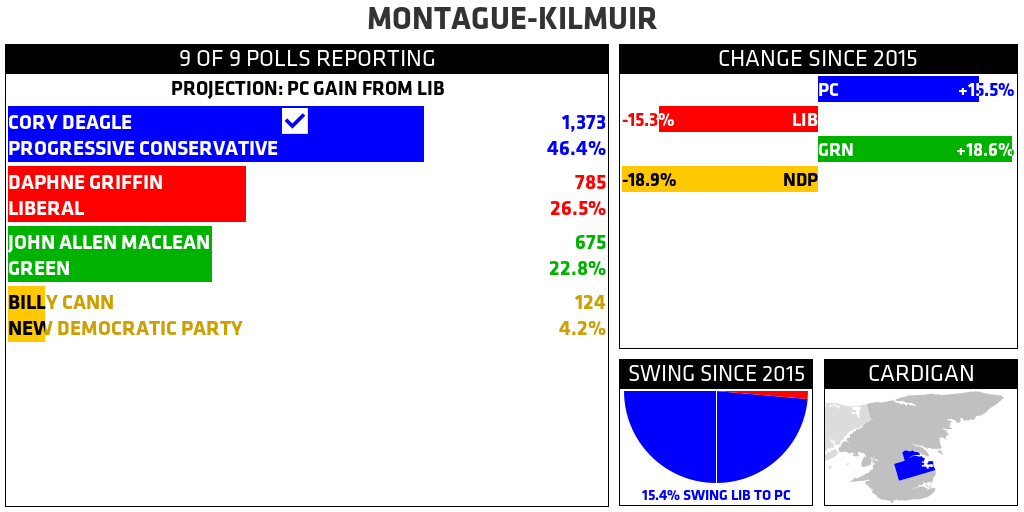 MONTAGUE-KILMUIR
9 OF 9 POLLS REPORTING
PROJECTION: PC GAIN FROM LIB
CORY DEAGLE 1,373
PROGRESSIVE CONSERVATIVE 46.4%
DAPHNE GRIFFIN 785
LIBERAL 26.5%
JOHN ALLEN MACLEAN 675
GREEN 22.8%
BILLY CANN 124
NEW DEMOCRATIC PARTY 4.2%
CHANGE SINCE 2015
PC +15.5%
-15.3% LIB
GRN +18.6%
-18.9% NDP
SWING SINCE 2015
15.4% SWING LIB TO PC
CARDIGAN